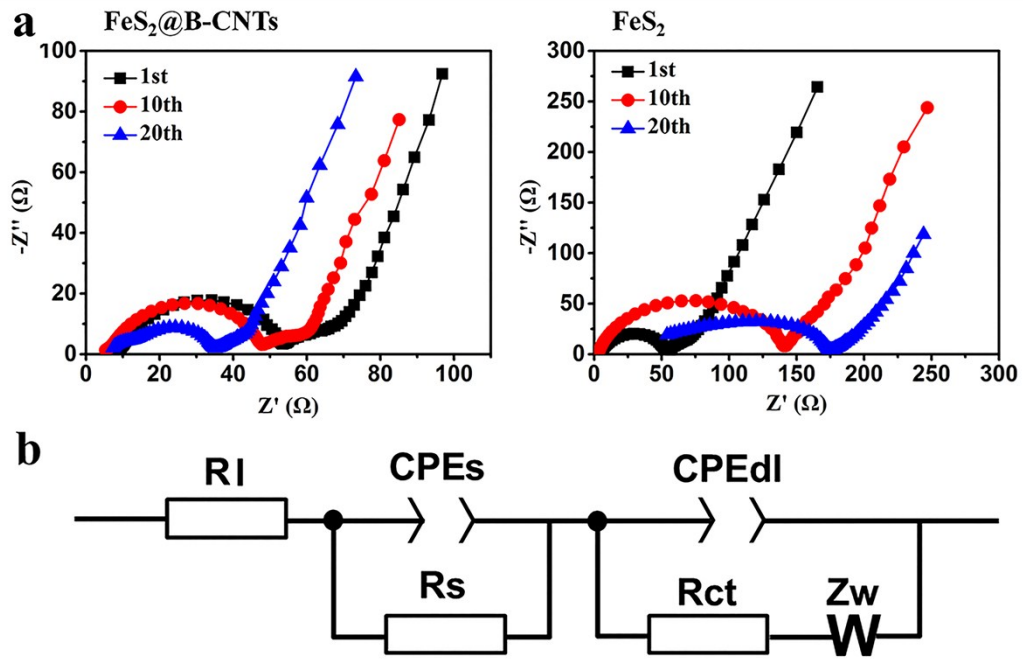 a
FeS₂@B-CNTs
100
80
60
40
20
0
-Z'' (Ω)
1st
10th
20th
0 20 40 60 80 100
Z' (Ω)
FeS₂
300
250
200
150
100
50
0
-Z'' (Ω)
1st
10th
20th
0 50 100 150 200 250 300
Z' (Ω)
b
Rl
CPEs
CPEdl
Rs
Rct
Zw
W